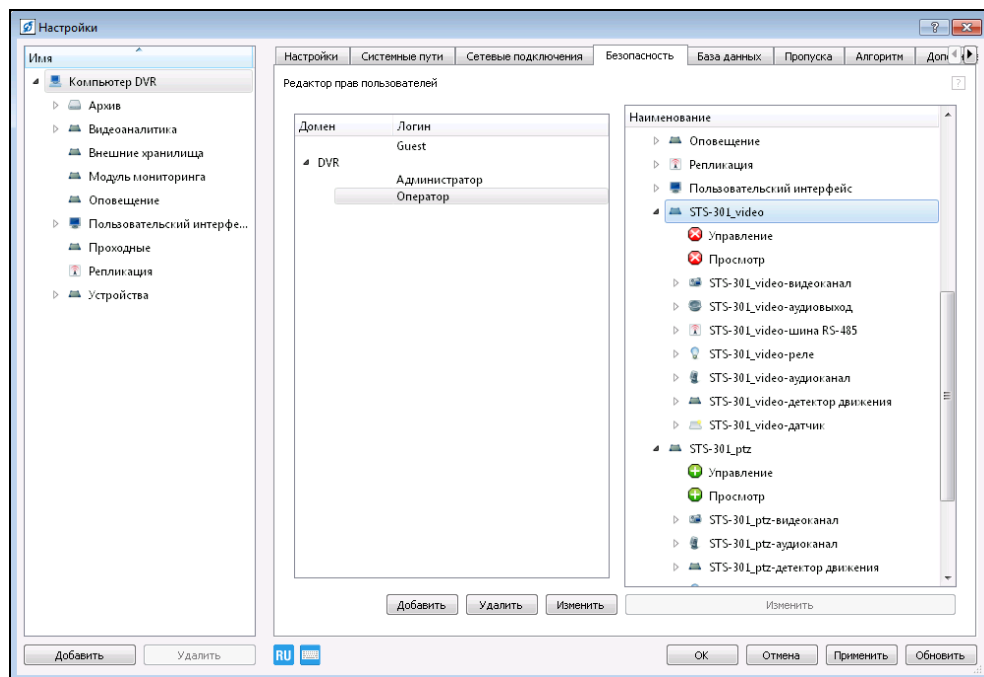 Настройки
Имя
Компьютер DVR
Архив
Видеоаналитика
Внешние хранилища
Модуль мониторинга
Оповещение
Пользовательский интерфе...
Проходные
Репликация
Устройства
Добавить
Удалить
Настройки
Системные пути
Сетевые подключения
Безопасность
База данных
Пропуска
Алгоритм
Редактор прав пользователей
?
Домен Логин
Guest
DVR
Администратор
Оператор
Добавить
Удалить
Изменить
Наименование
Оповещение
Репликация
Пользовательский интерфейс
STS-301_video
Управление
Просмотр
STS-301_video-видеоканал
STS-301_video-аудиовыход
STS-301_video-шина RS-485
STS-301_video-реле
STS-301_video-аудиоканал
STS-301_video-детектор движения
STS-301_video-датчик
STS-301_ptz
Управление
Просмотр
STS-301_ptz-видеоканал
STS-301_ptz-аудиоканал
STS-301_ptz-детектор движения
Изменить
RU
OK
Отмена
Применить
Обновить